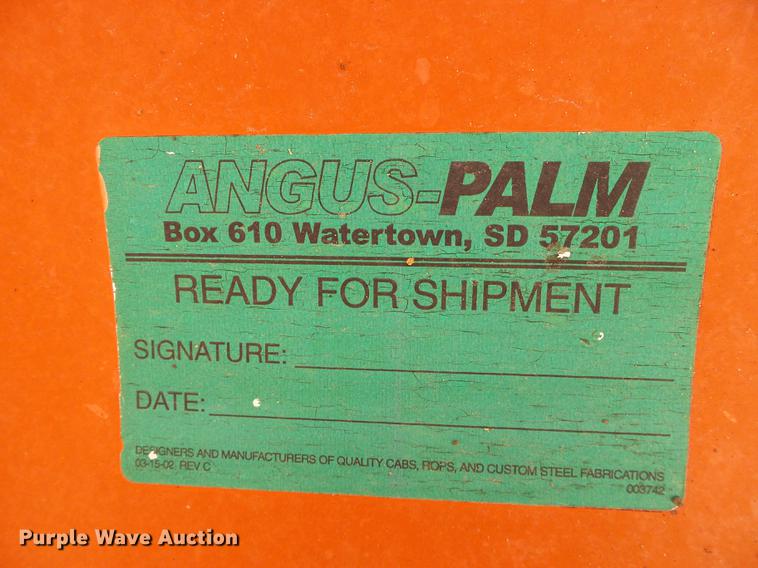 ANGUS-PALM
Box 610 Watertown, SD 57201
READY FOR SHIPMENT
SIGNATURE:
DATE:
DESIGNERS AND MANUFACTURERS OF QUALITY CABS, ROPS, AND CUSTOM STEEL FABRICATIONS
03-15-02 REV C
003742
Purple Wave Auction